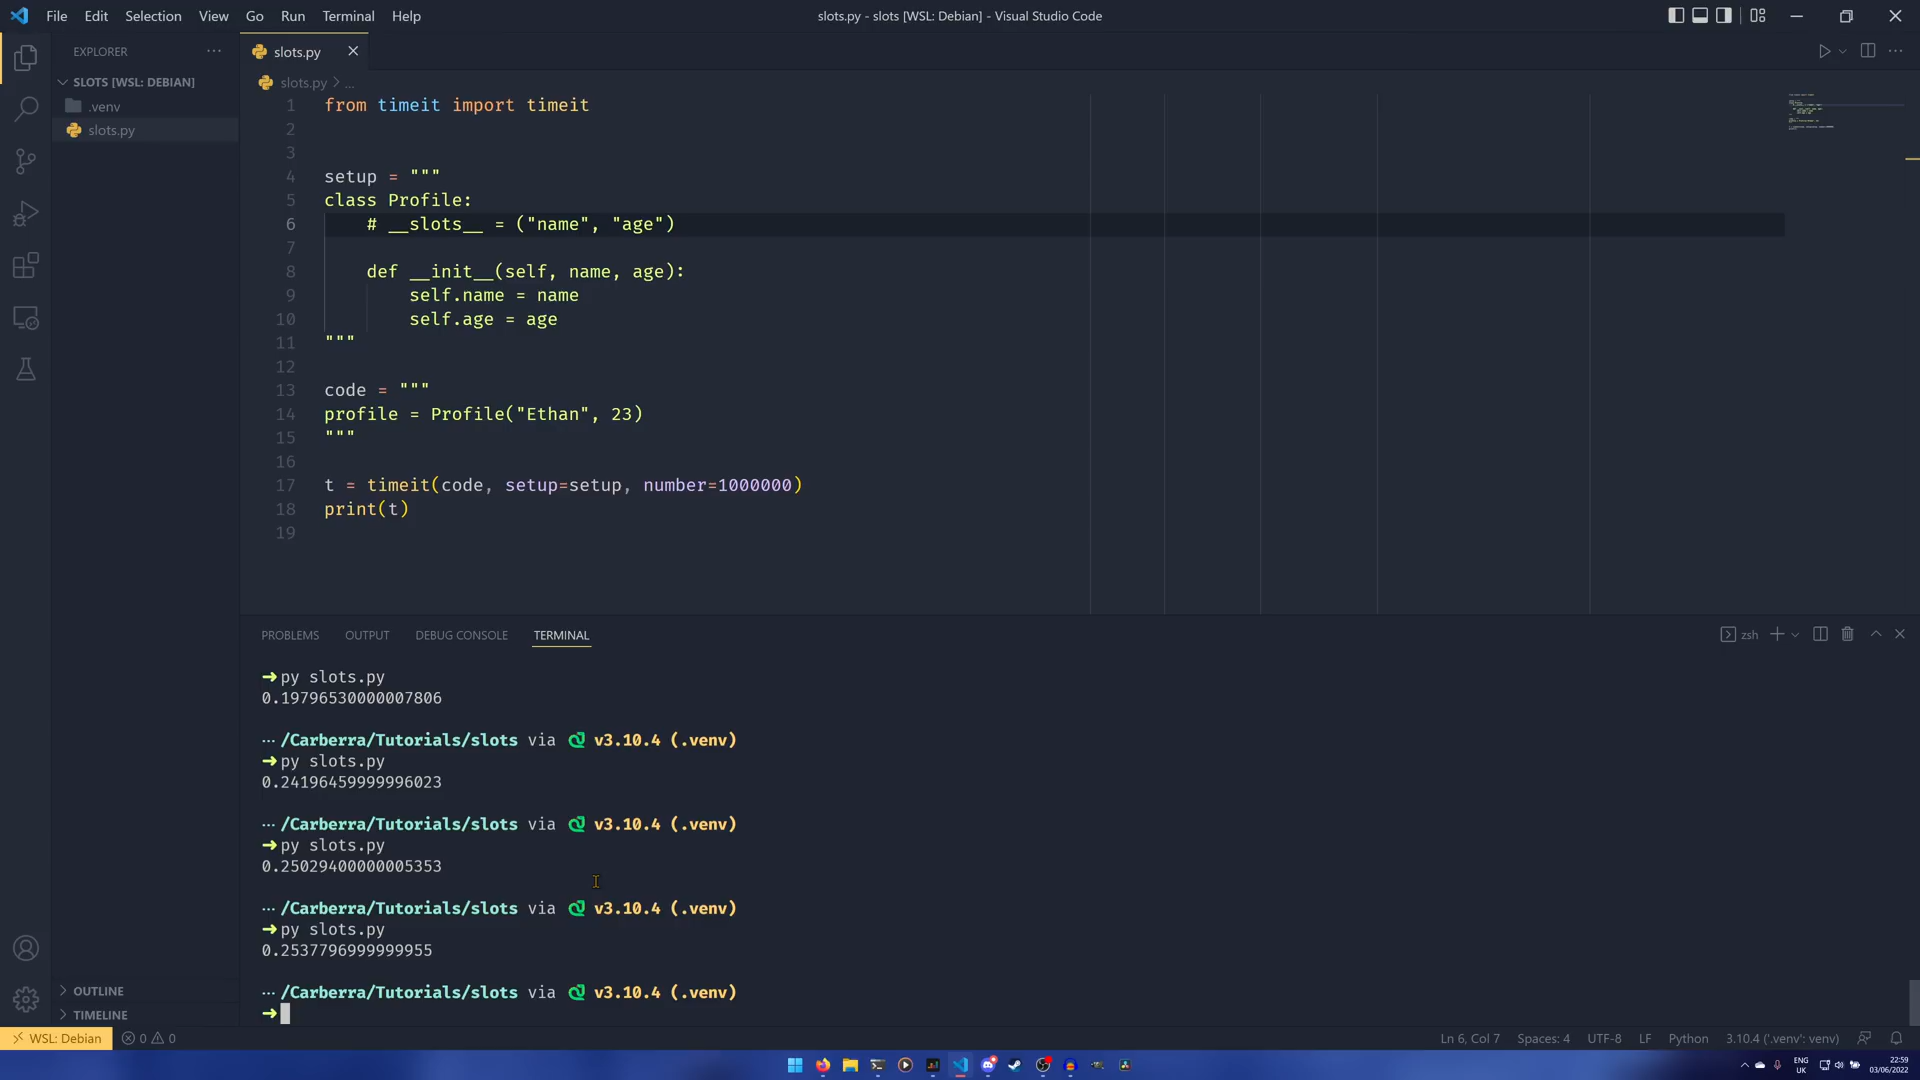 File Edit Selection View Go Run Terminal Help
slots.py - slots [WSL: Debian] - Visual Studio Code
EXPLORER
SLOTS [WSL: DEBIAN]
.venv
slots.py
slots.py
slots.py > ...
1 from timeit import timeit
2
3
4 setup = """
5 class Profile:
6 # __slots__ = ("name", "age")
7
8 def __init__(self, name, age):
9 self.name = name
10 self.age = age
11 """
12
13 code = """
14 profile = Profile("Ethan", 23)
15 """
16
17 t = timeit(code, setup=setup, number=1000000)
18 print(t)
19
PROBLEMS OUTPUT DEBUG CONSOLE TERMINAL
zsh
➜ py slots.py
0.19796530000007806
··· /Carberra/Tutorials/slots via v3.10.4 (.venv)
➜ py slots.py
0.24196459999996023
··· /Carberra/Tutorials/slots via v3.10.4 (.venv)
➜ py slots.py
0.25029400000005353
··· /Carberra/Tutorials/slots via v3.10.4 (.venv)
➜ py slots.py
0.2537796999999955
··· /Carberra/Tutorials/slots via v3.10.4 (.venv)
➜
OUTLINE
TIMELINE
WSL: Debian 0 0
Ln 6, Col 7 Spaces: 4 UTF-8 LF Python 3.10.4 ('.venv': venv)
ENG
UK
22:59
03/06/2022